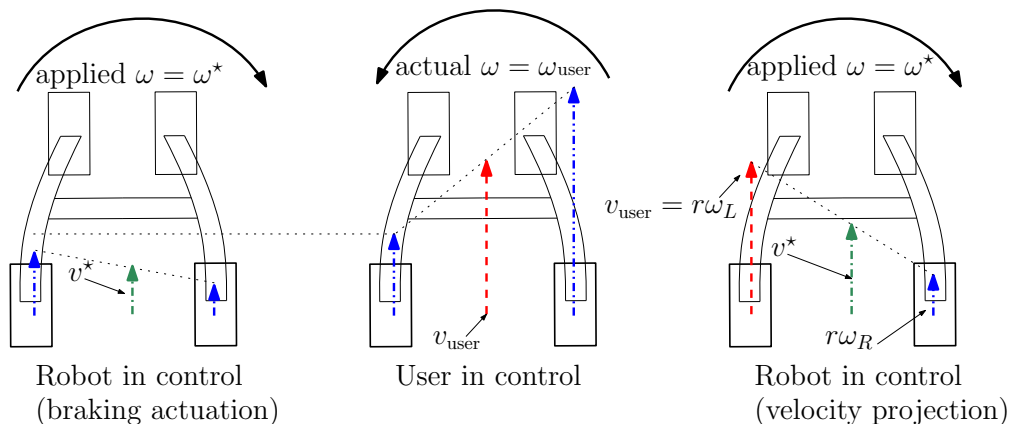 applied ω = ω⋆
v⋆
Robot in control
(braking actuation)
actual ω = ωuser
vuser
User in control
applied ω = ω⋆
vuser = rωL
v⋆
rωR
Robot in control
(velocity projection)